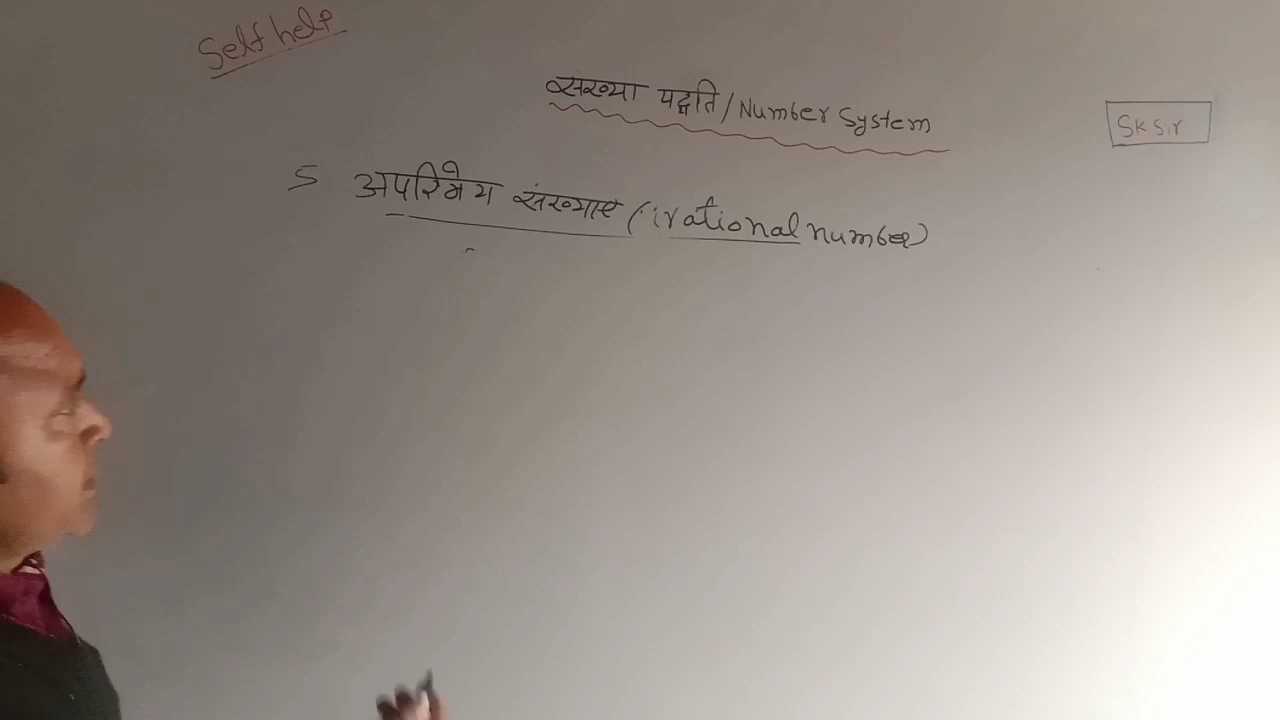 Self help
संख्या पद्धति / Number System
SK Sir
5 अपरिमेय संख्याए (irational number)